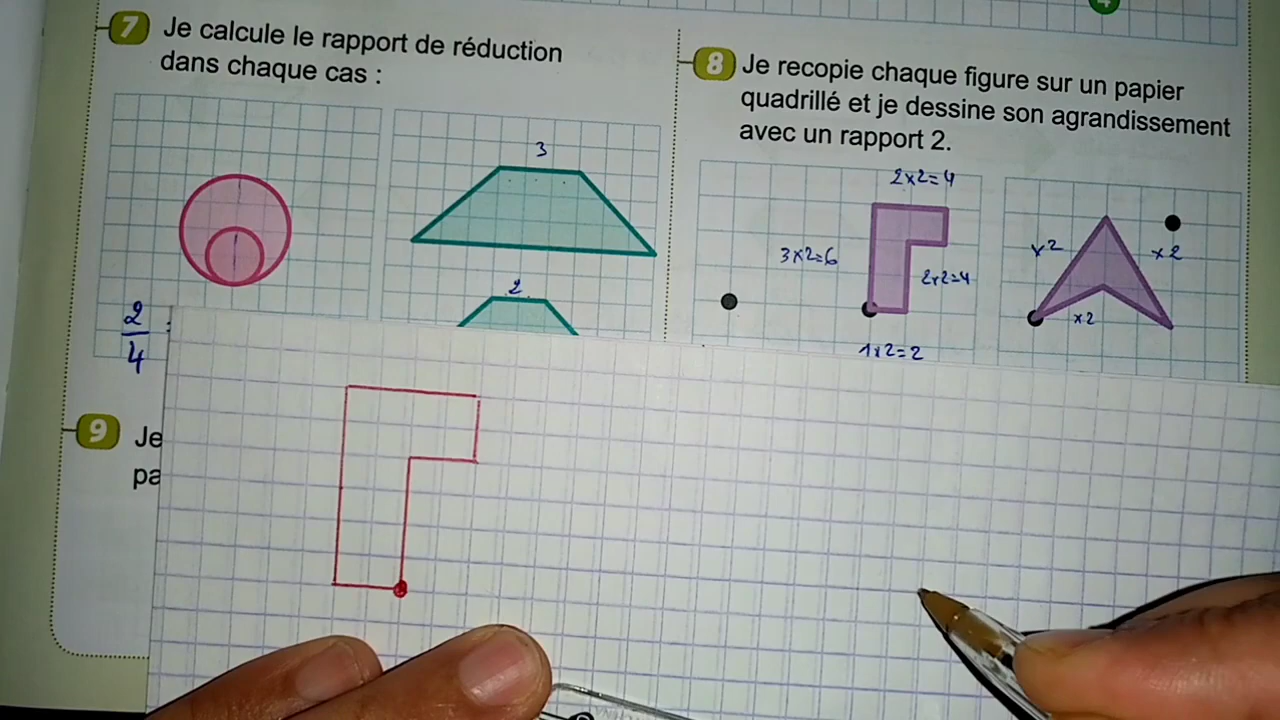 4
7 Je calcule le rapport de réduction
dans chaque cas :
3
2
2
4
8 Je recopie chaque figure sur un papier
quadrillé et je dessine son agrandissement
avec un rapport 2.
2x2=4
3x2=6
2x2=4
1x2=2
x2
x2
x2
9 Je
pa